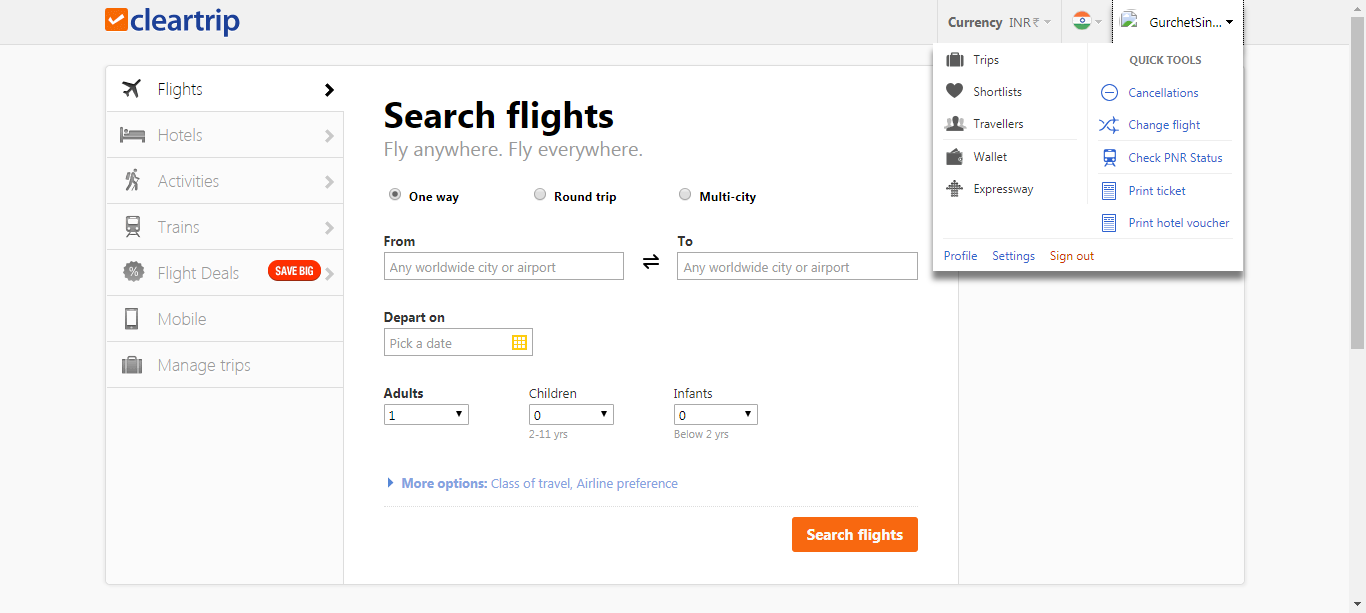 cleartrip
Currency INR₹
GurchetSin...
Trips
Shortlists
Travellers
Wallet
Expressway
QUICK TOOLS
Cancellations
Change flight
Check PNR Status
Print ticket
Print hotel voucher
Profile Settings Sign out
Flights
Hotels
Activities
Trains
% Flight Deals SAVE BIG
Mobile
Manage trips
Search flights
Fly anywhere. Fly everywhere.
One way Round trip Multi-city
From To
Any worldwide city or airport Any worldwide city or airport
Depart on
Pick a date
Adults Children Infants
1 0 0
2-11 yrs Below 2 yrs
More options: Class of travel, Airline preference
Search flights